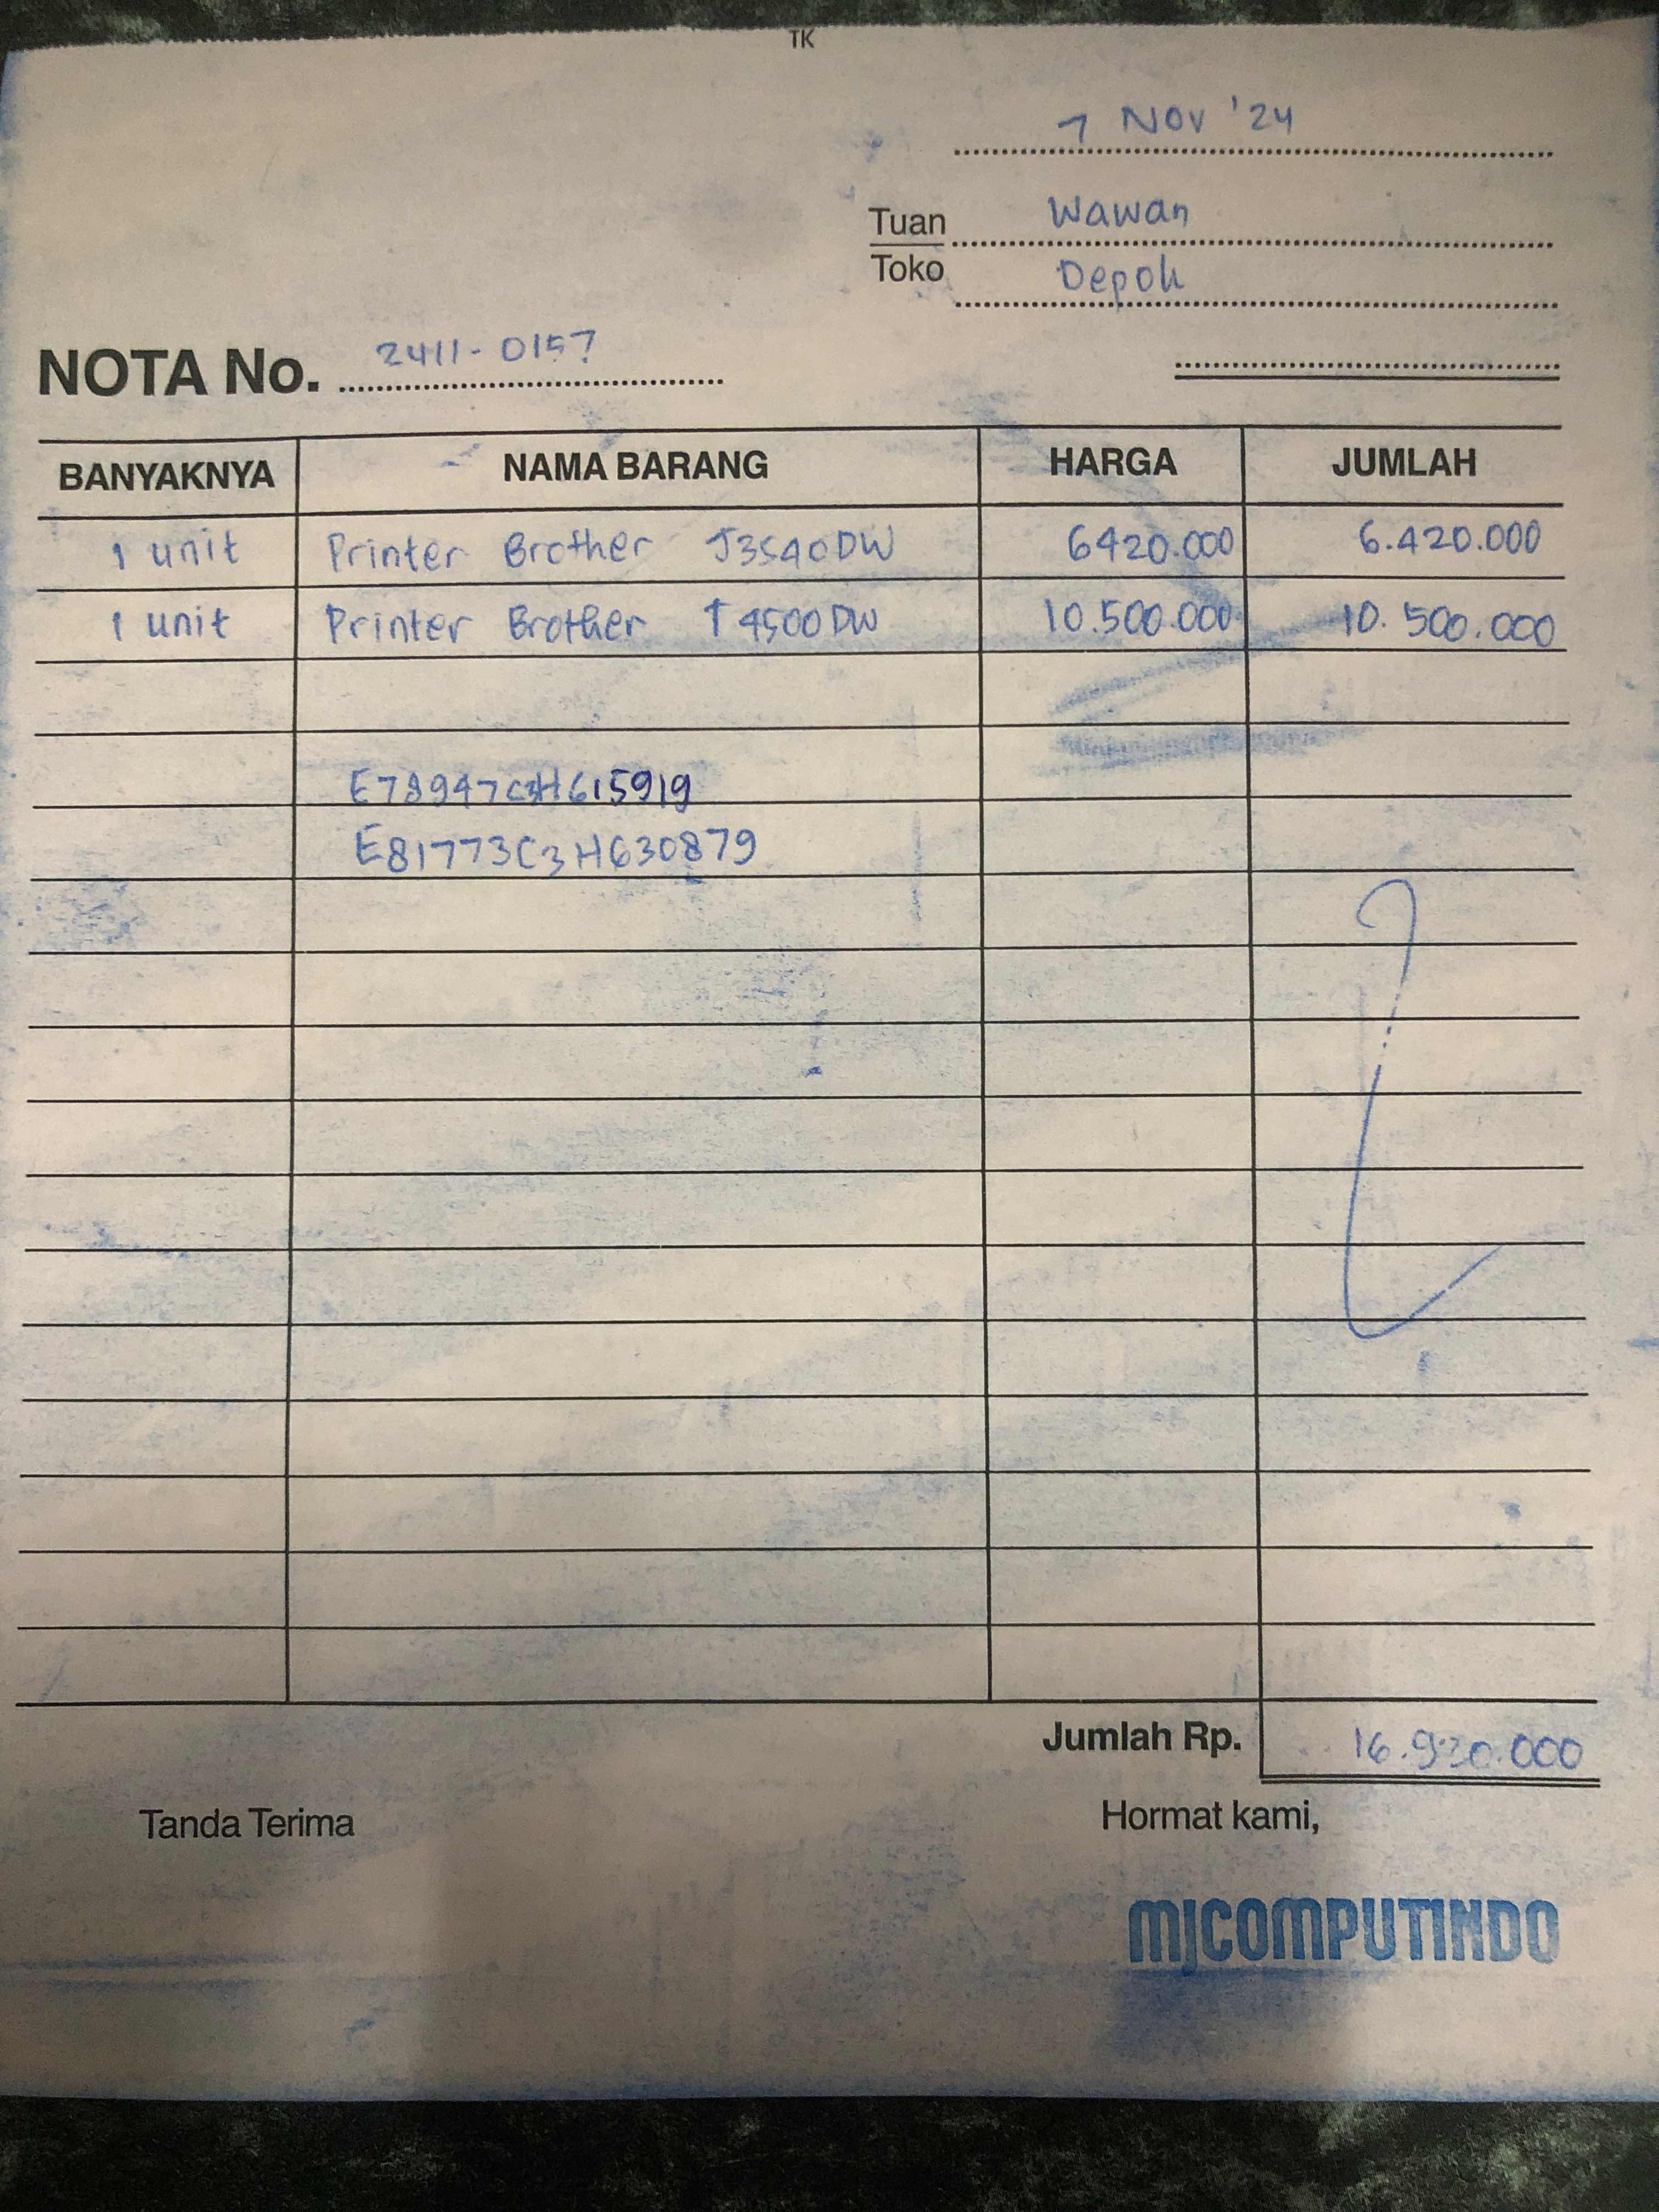 TK
7 Nov '24
Tuan Wawan
Toko Depok
NOTA No. 2411-0157
BANYAKNYA NAMA BARANG HARGA JUMLAH
1 unit Printer Brother J3540DW 6420.000 6.420.000
1 unit Printer Brother T4500DW 10.500.000 10.500.000
E78947C3H615919
E81773C3H630879
Jumlah Rp. 16.920.000
Tanda Terima Hormat kami,
MJCOMPUTINDO